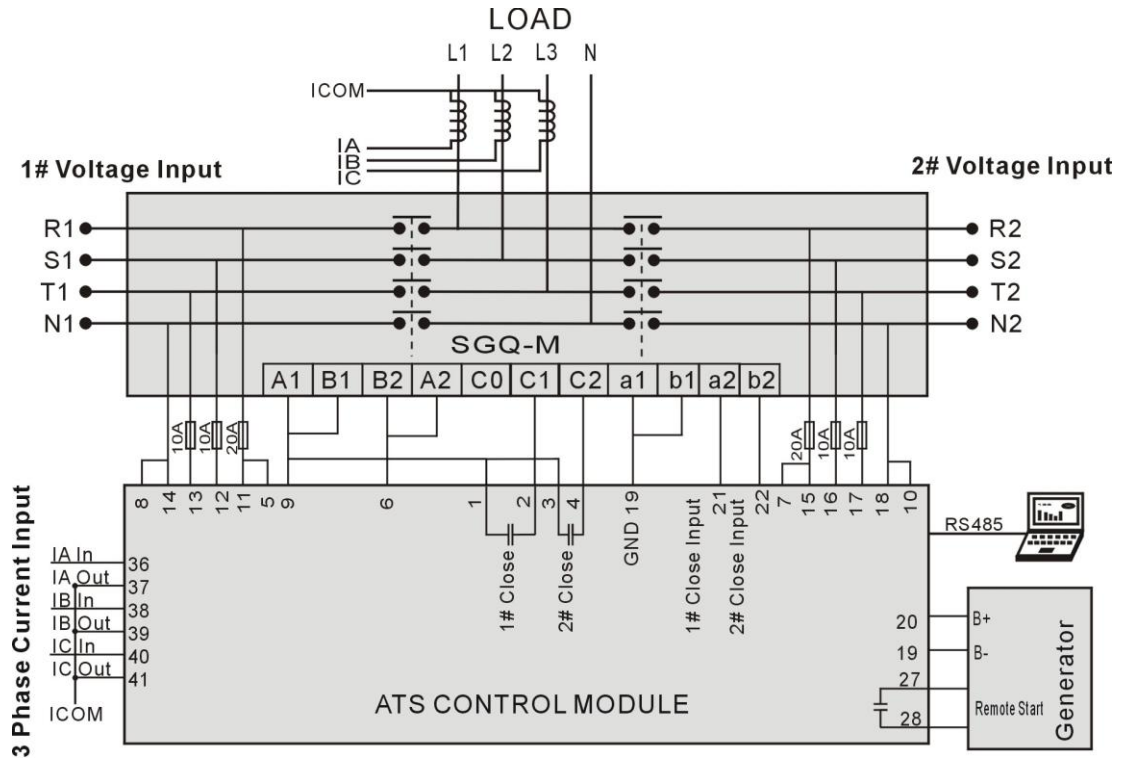 LOAD
L1 L2 L3 N
ICOM
IA
IB
IC
1# Voltage Input
2# Voltage Input
R1
S1
T1
N1
R2
S2
T2
N2
SGQ-M
A1 B1 B2 A2 C0 C1 C2 a1 b1 a2 b2
10A 10A 20A
20A 10A 10A
8 14 13 12 11 5 9 6 1 2 3 4 GND 19 21 22 7 15 16 17 18 10
1# Close
2# Close
1# Close Input
2# Close Input
RS485
3 Phase Current Input
IA In 36
IA Out 37
IB In 38
IB Out 39
IC In 40
IC Out 41
ICOM
ATS CONTROL MODULE
20 B+
19 B-
27
28
Remote Start
Generator